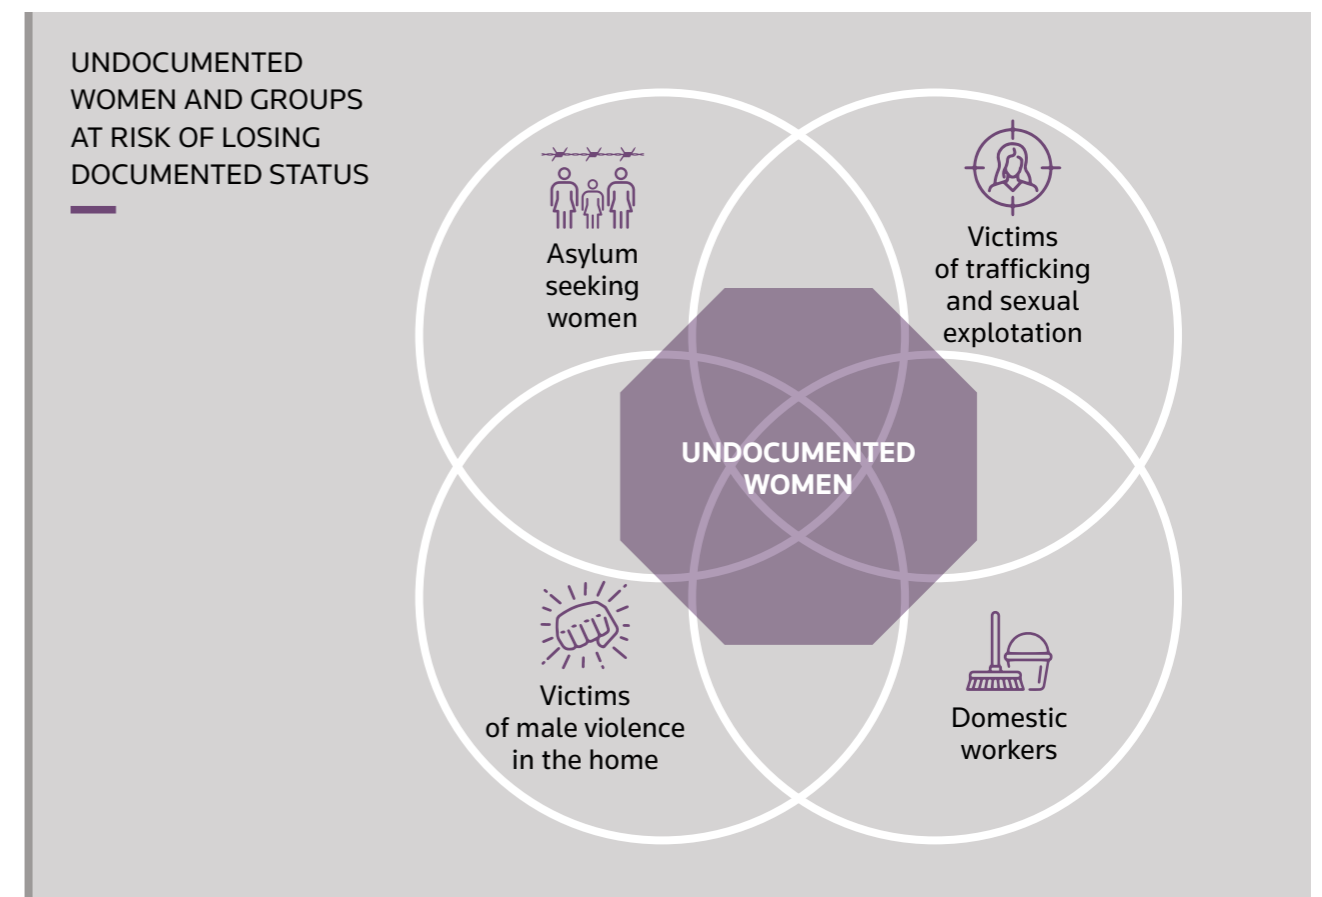 UNDOCUMENTED
WOMEN AND GROUPS
AT RISK OF LOSING
DOCUMENTED STATUS
Asylum
seeking
women
Victims
of trafficking
and sexual
explotation
UNDOCUMENTED
WOMEN
Victims
of male violence
in the home
Domestic
workers